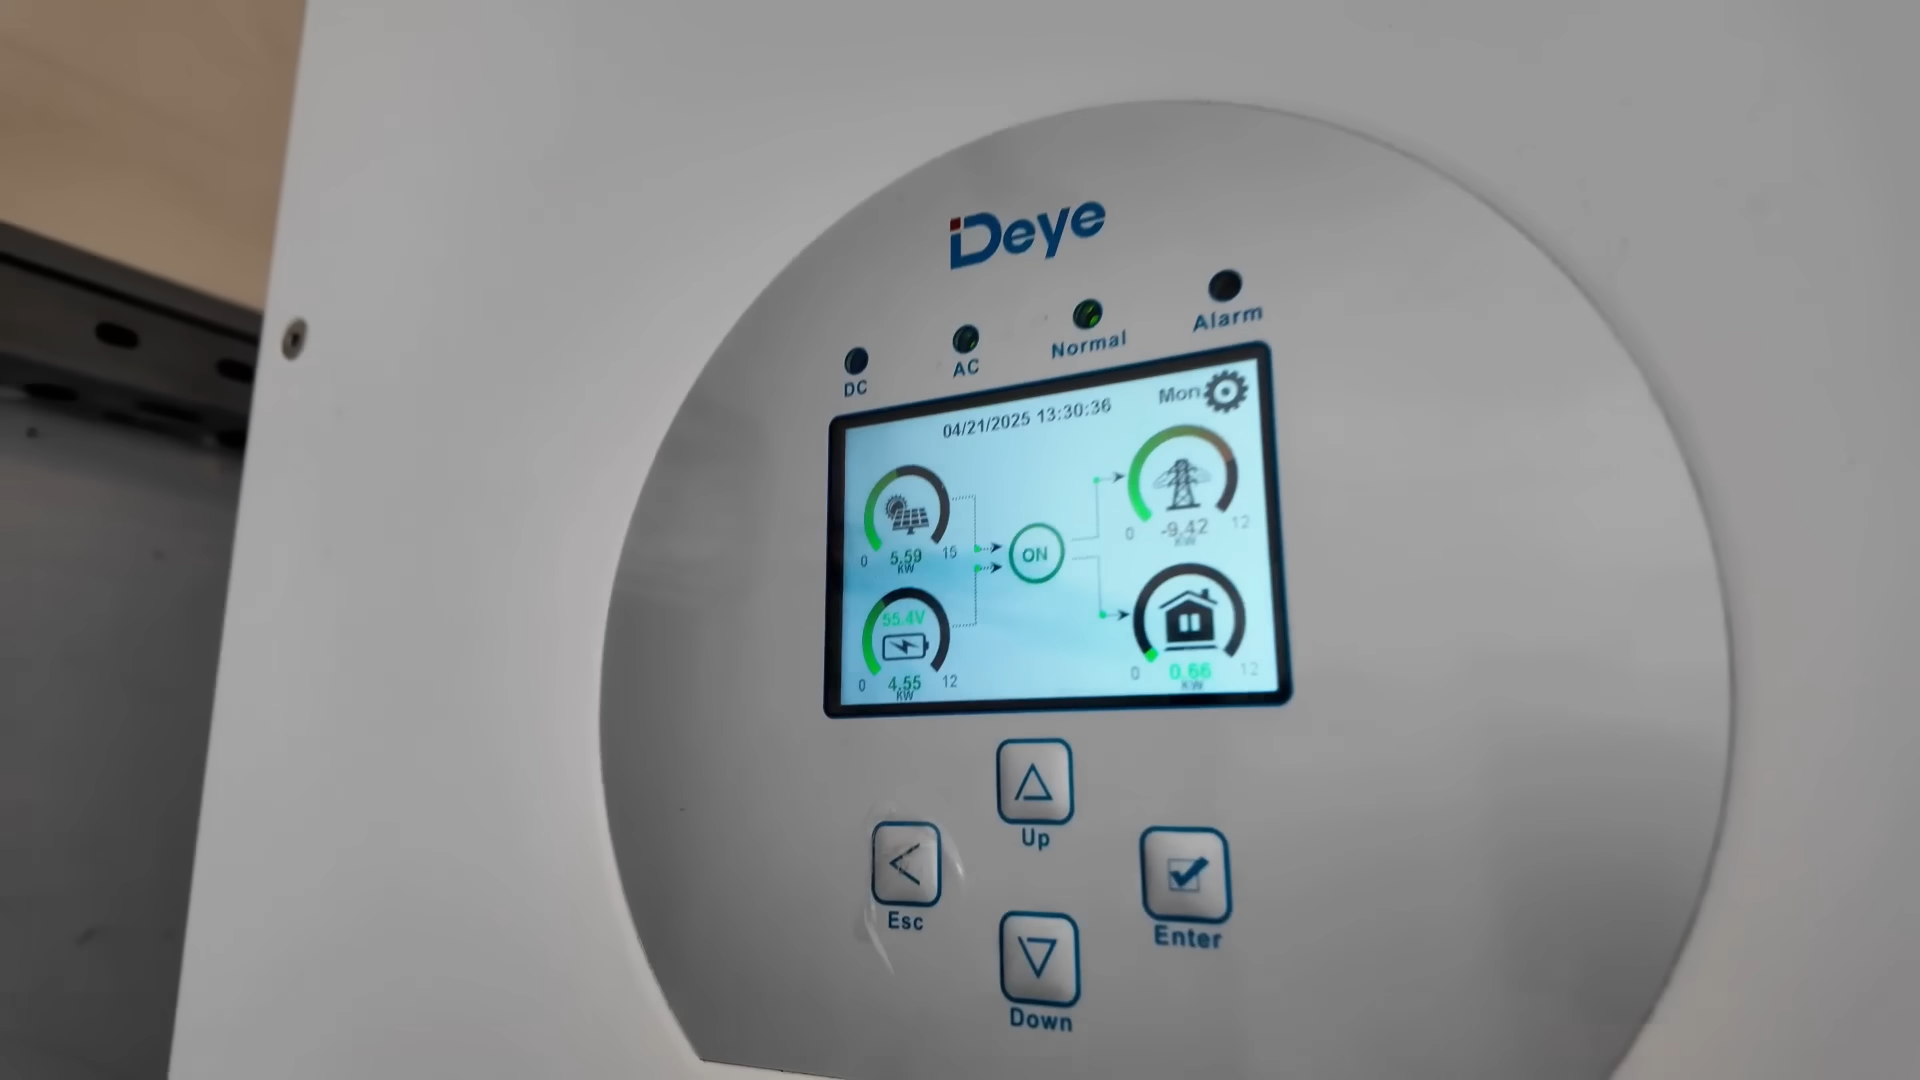 Deye
DC
AC
Normal
Alarm
04/21/2025 13:30:36
Mon
0
5.59
15
KW
0
-9.42
12
KW
ON
55.4V
0
4.55
12
KW
0
0.66
12
KW
Up
Esc
Enter
Down